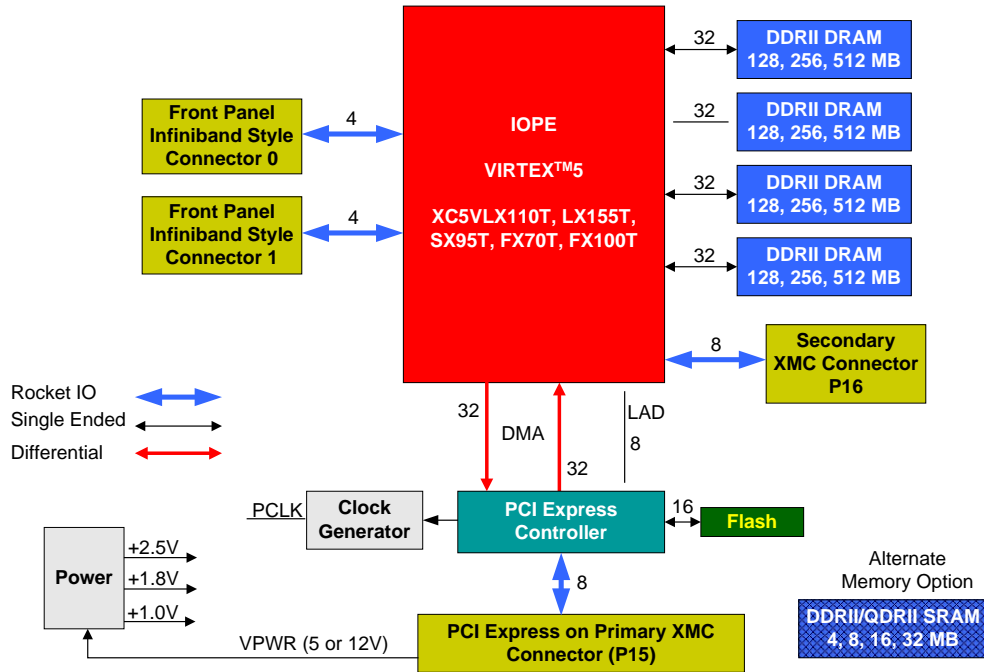 IOPE
VIRTEX™5
XC5VLX110T, LX155T,
SX95T, FX70T, FX100T
Front Panel
Infiniband Style
Connector 0
4
Front Panel
Infiniband Style
Connector 1
4
32
DDRII DRAM
128, 256, 512 MB
32
DDRII DRAM
128, 256, 512 MB
32
DDRII DRAM
128, 256, 512 MB
32
DDRII DRAM
128, 256, 512 MB
8
Secondary
XMC Connector
P16
Rocket IO
Single Ended
Differential
32
DMA
32
LAD
8
PCLK
Clock
Generator
PCI Express
Controller
16
Flash
Power
+2.5V
+1.8V
+1.0V
8
VPWR (5 or 12V)
PCI Express on Primary XMC
Connector (P15)
Alternate
Memory Option
DDRII/QDRII SRAM
4, 8, 16, 32 MB